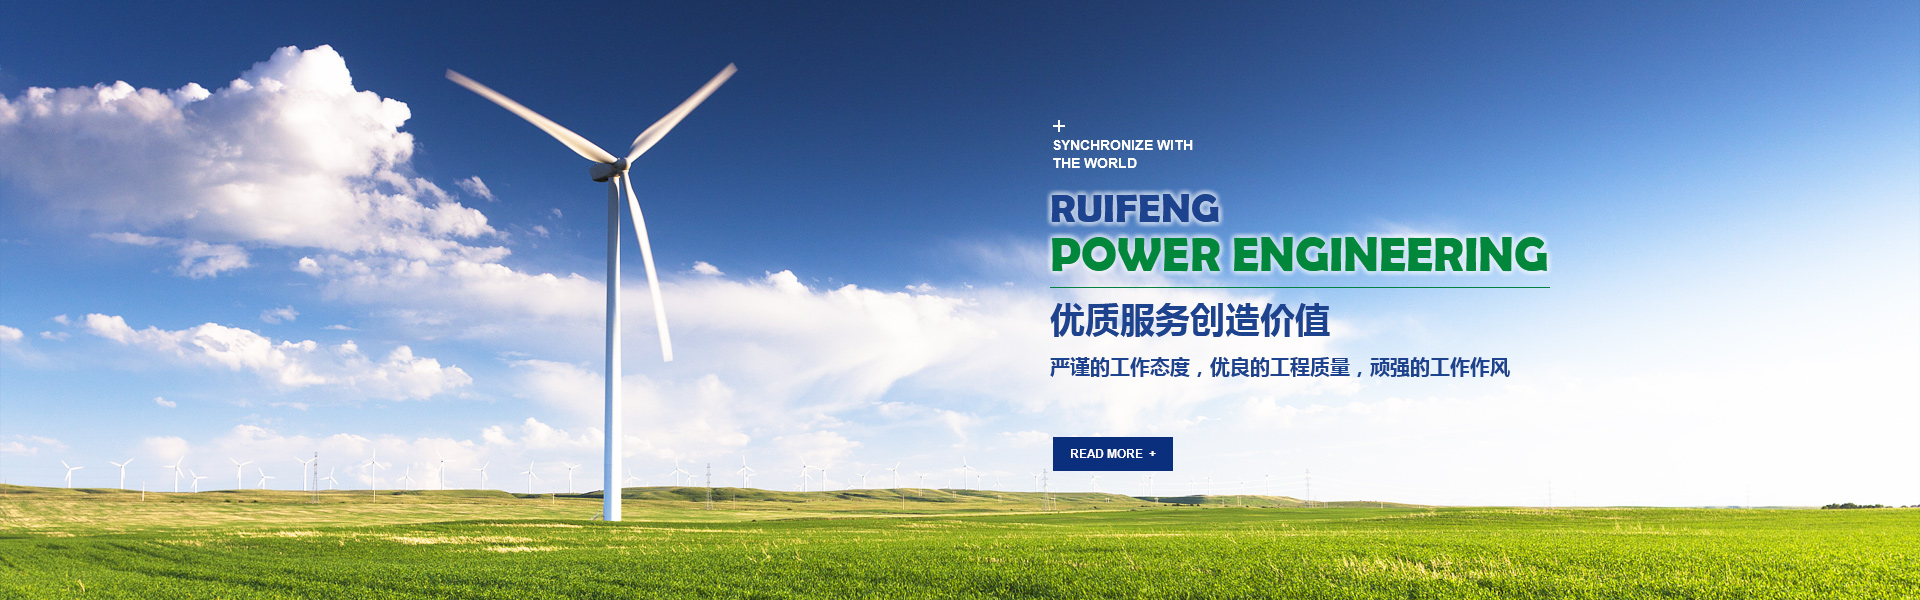 +
SYNCHRONIZE WITH
THE WORLD
RUIFENG
POWER ENGINEERING
优质服务创造价值
严谨的工作态度，优良的工程质量，顽强的工作作风
READ MORE +